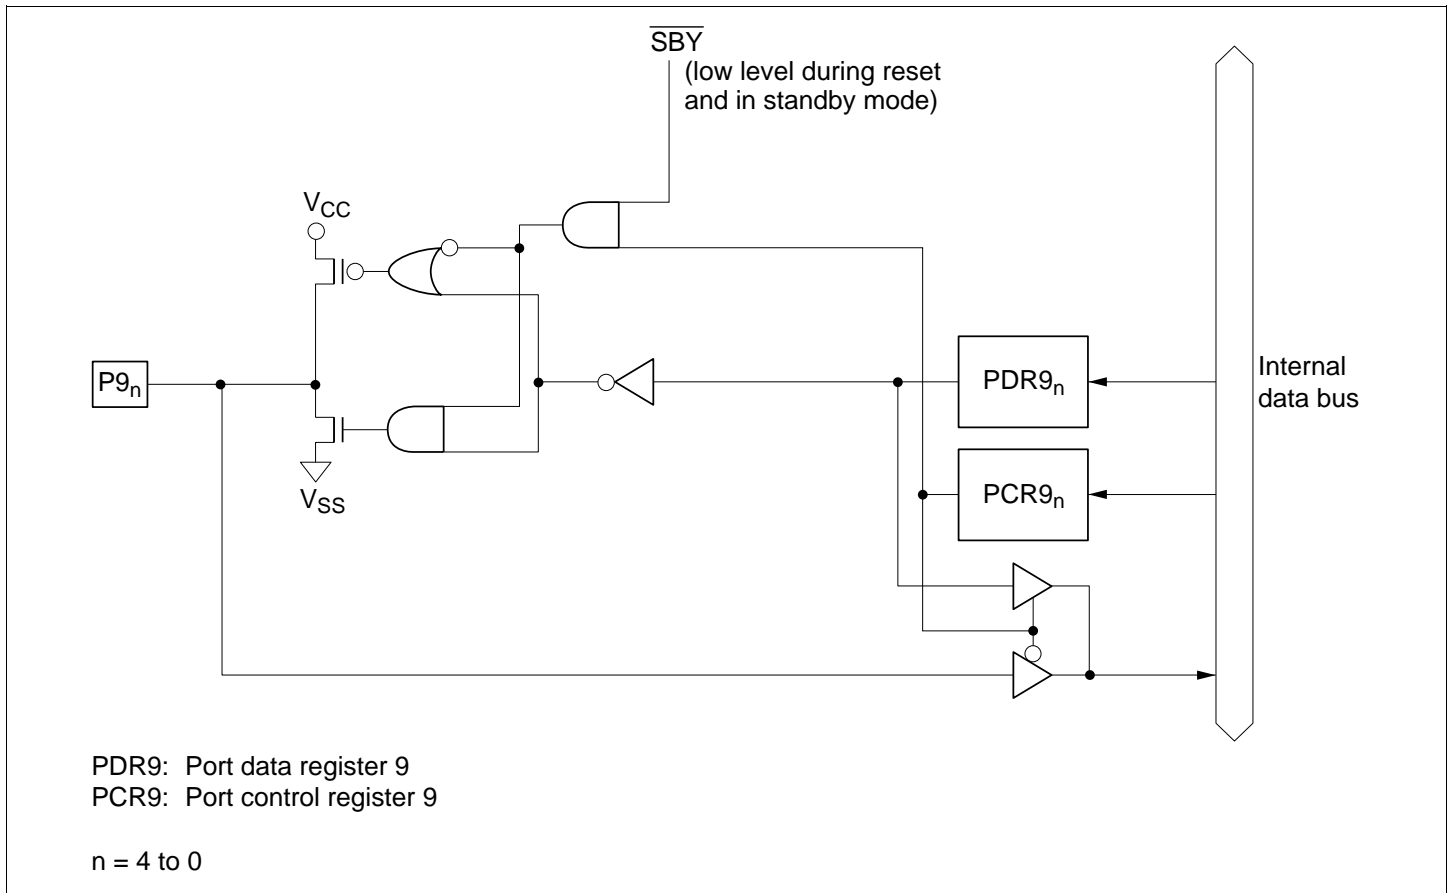 S̅B̅Y̅
(low level during reset
and in standby mode)
VCC
P9n
VSS
PDR9n
PCR9n
Internal
data bus
PDR9: Port data register 9
PCR9: Port control register 9
n = 4 to 0